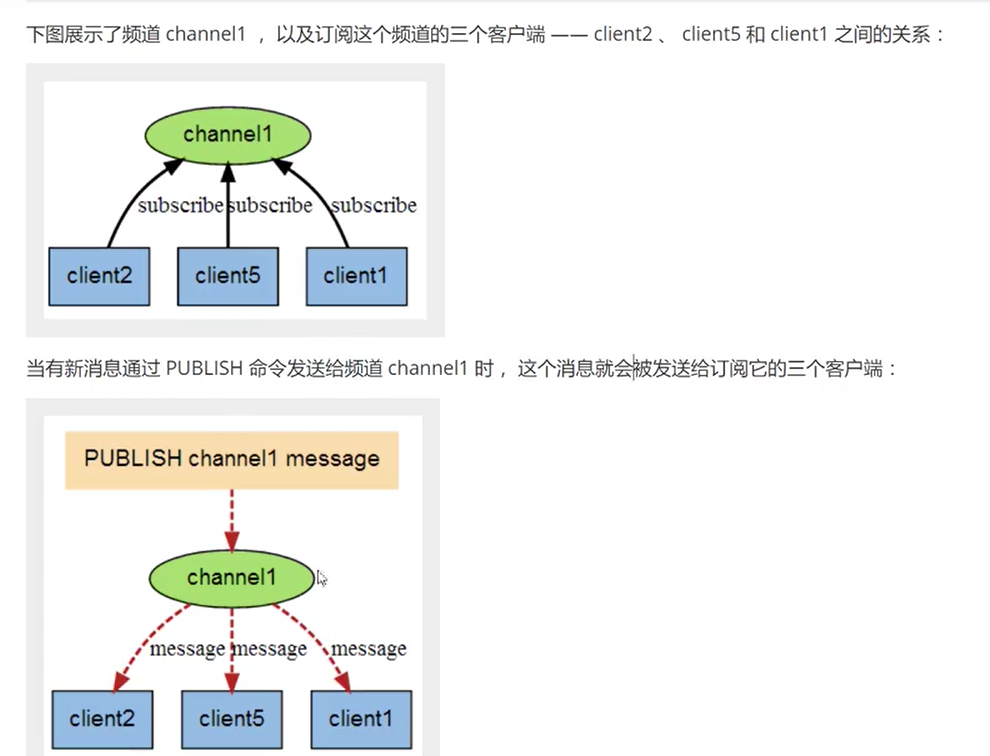 下图展示了频道 channel1 ， 以及订阅这个频道的三个客户端 —— client2 、 client5 和 client1 之间的关系：
channel1
subscribe subscribe subscribe
client2 client5 client1
当有新消息通过 PUBLISH 命令发送给频道 channel1 时， 这个消息就会被发送给订阅它的三个客户端：
PUBLISH channel1 message
channel1
message message message
client2 client5 client1